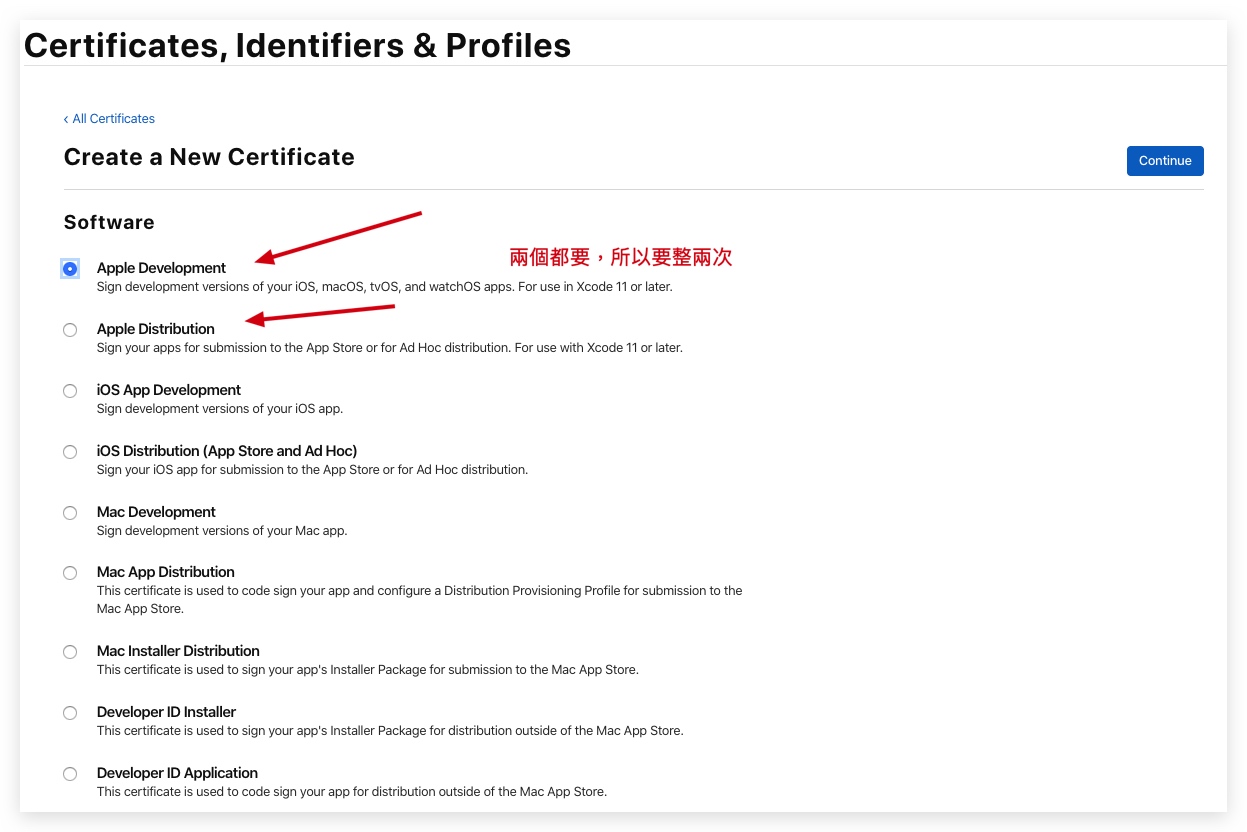 Certificates, Identifiers & Profiles
‹ All Certificates
Create a New Certificate
Continue
Software
兩個都要，所以要整兩次
Apple Development
Sign development versions of your iOS, macOS, tvOS, and watchOS apps. For use in Xcode 11 or later.
Apple Distribution
Sign your apps for submission to the App Store or for Ad Hoc distribution. For use with Xcode 11 or later.
iOS App Development
Sign development versions of your iOS app.
iOS Distribution (App Store and Ad Hoc)
Sign your iOS app for submission to the App Store or for Ad Hoc distribution.
Mac Development
Sign development versions of your Mac app.
Mac App Distribution
This certificate is used to code sign your app and configure a Distribution Provisioning Profile for submission to the
Mac App Store.
Mac Installer Distribution
This certificate is used to sign your app's Installer Package for submission to the Mac App Store.
Developer ID Installer
This certificate is used to sign your app's Installer Package for distribution outside of the Mac App Store.
Developer ID Application
This certificate is used to code sign your app for distribution outside of the Mac App Store.